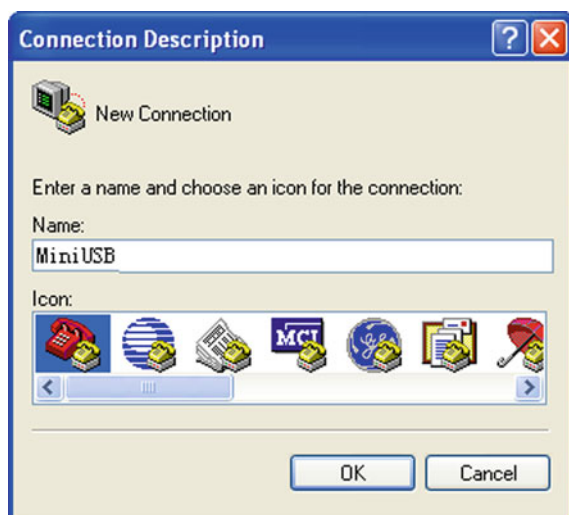 Connection Description
New Connection
Enter a name and choose an icon for the connection:
Name:
MiniUSB
Icon:
MCI
OK
Cancel